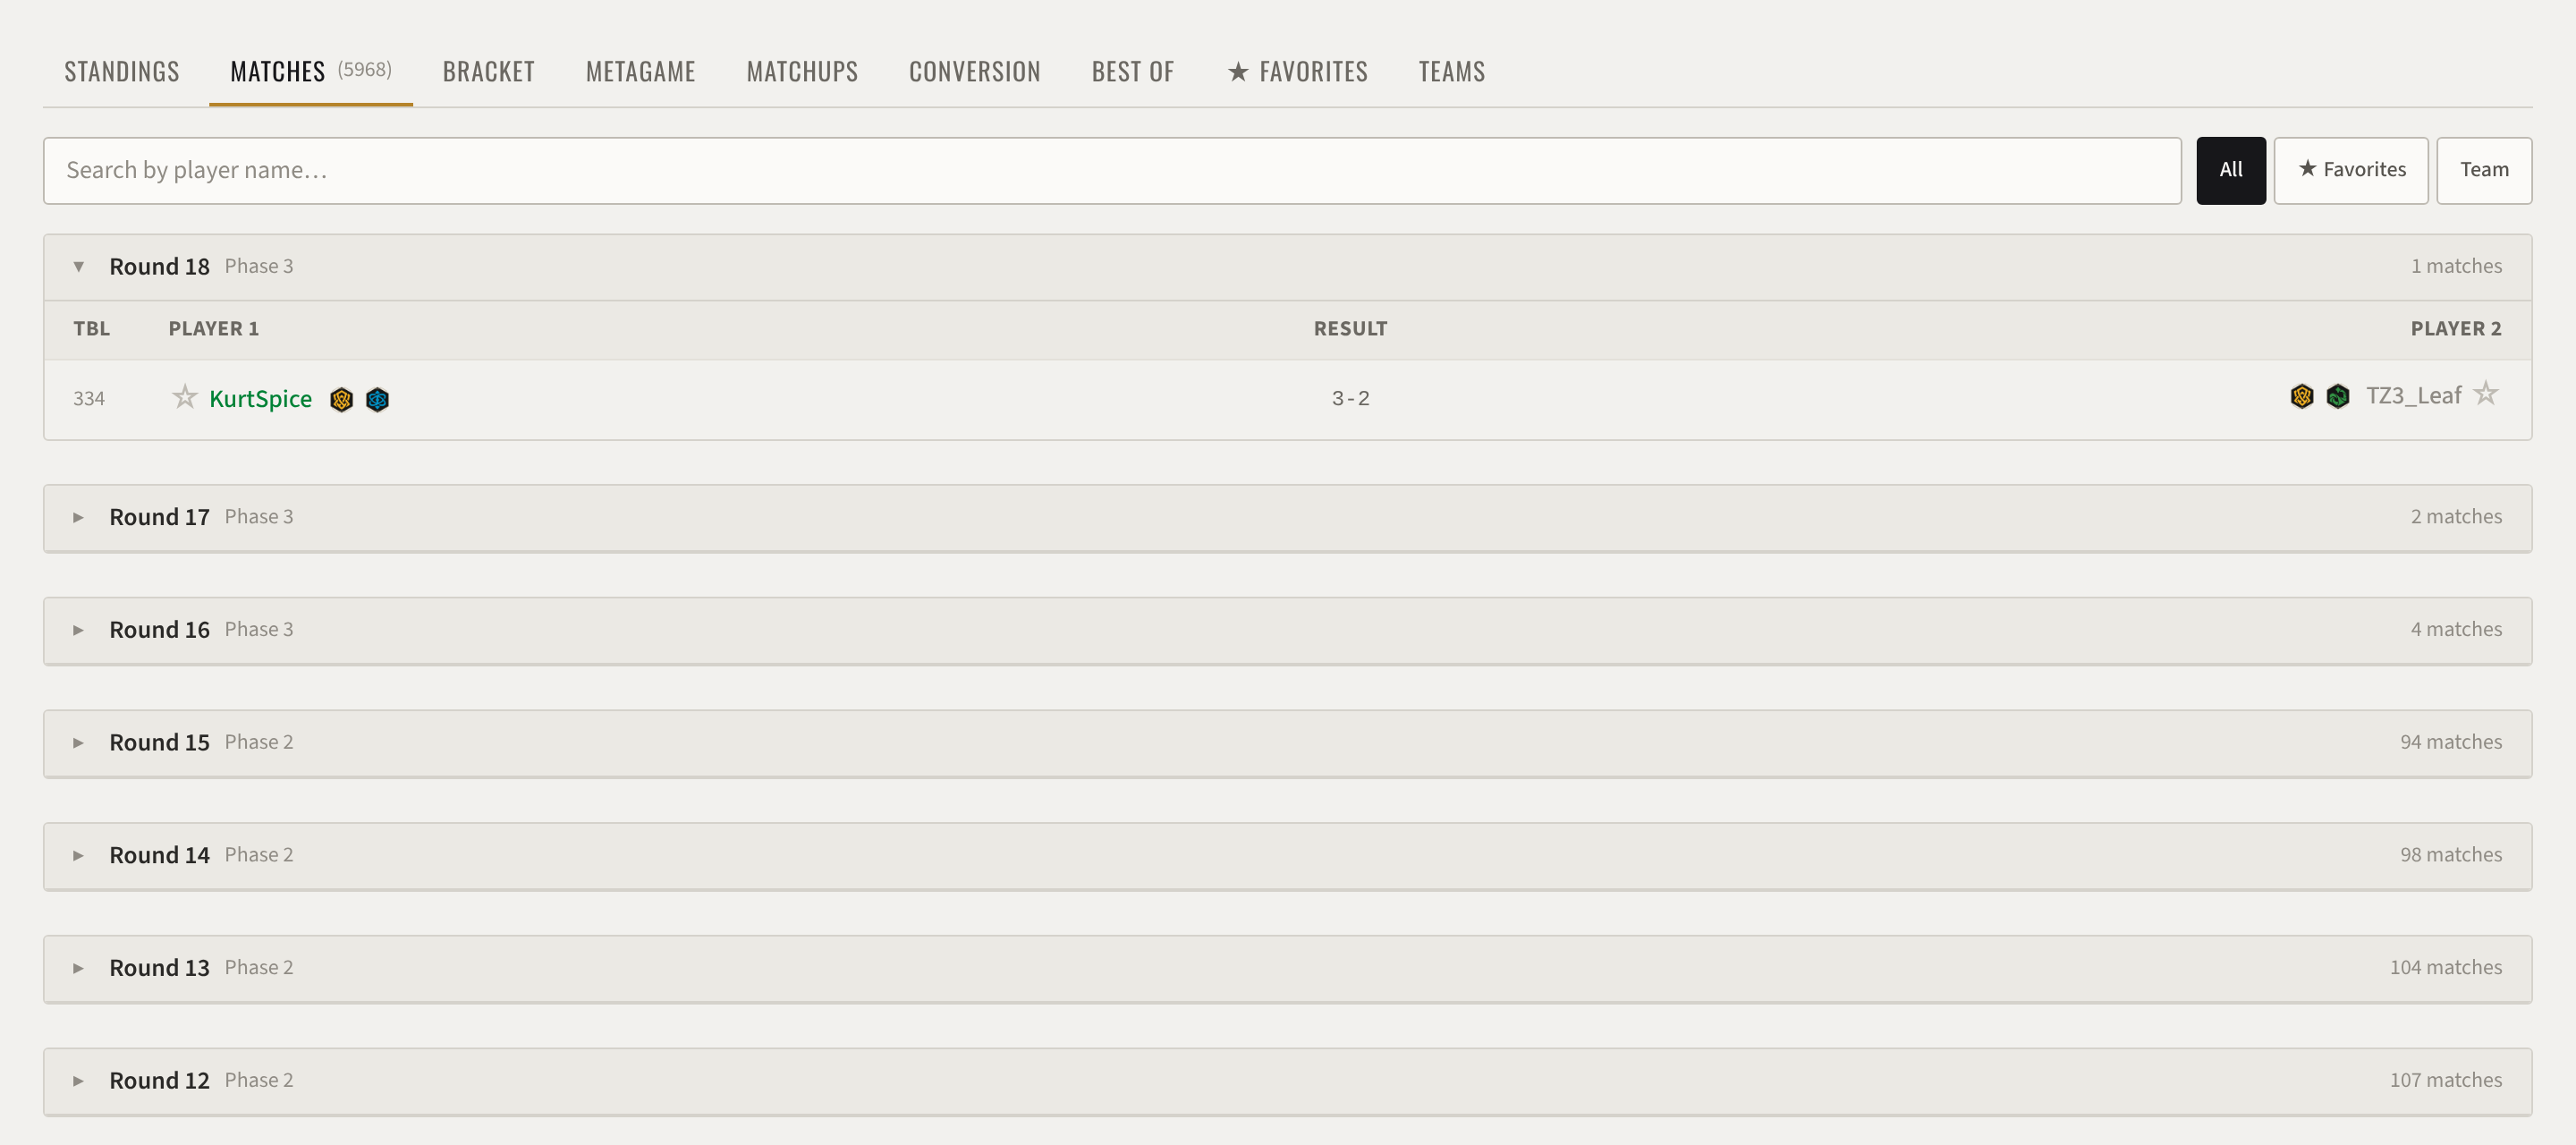 STANDINGS MATCHES (5968) BRACKET METAGAME MATCHUPS CONVERSION BEST OF ★ FAVORITES TEAMS
Search by player name… All ★ Favorites Team
▼ Round 18 Phase 3 1 matches
TBL PLAYER 1 RESULT PLAYER 2
334 ☆ KurtSpice 3-2 TZ3_Leaf ☆
▶ Round 17 Phase 3 2 matches
▶ Round 16 Phase 3 4 matches
▶ Round 15 Phase 2 94 matches
▶ Round 14 Phase 2 98 matches
▶ Round 13 Phase 2 104 matches
▶ Round 12 Phase 2 107 matches